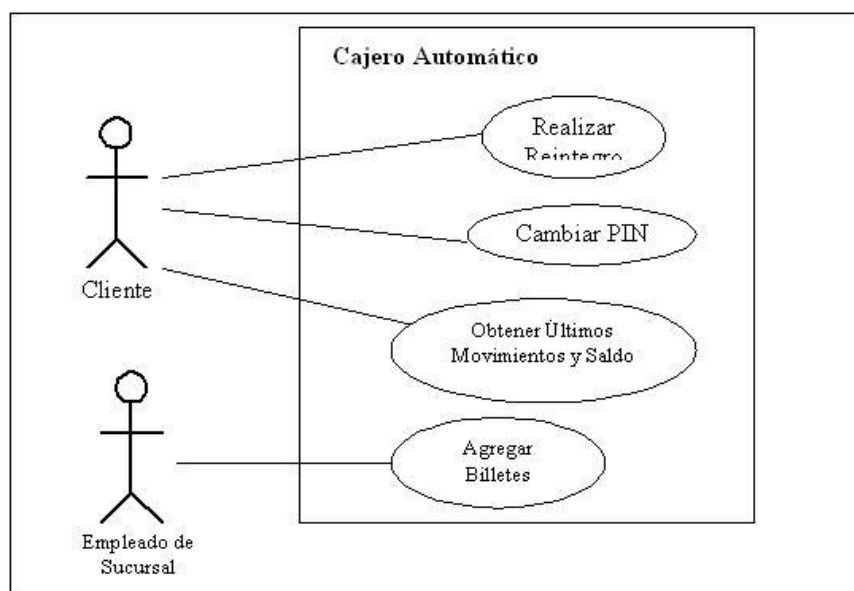 Cajero Automático
Realizar
Reintegro
Cambiar PIN
Cliente
Obtener Últimos
Movimientos y Saldo
Agregar
Billetes
Empleado de
Sucursal